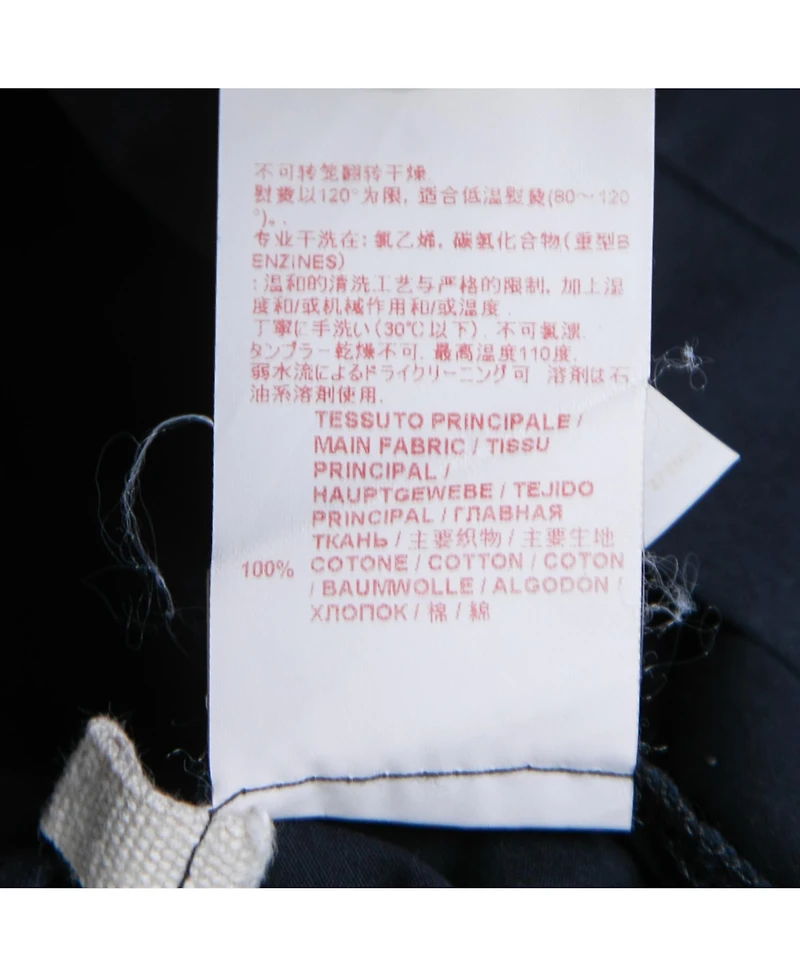 不可转笼翻转干燥.
熨烫以120°为限, 适合低温熨烫(80～120
°)。.
专业干洗在: 氯乙烯, 碳氢化合物(重型B
ENZINES)
: 温和的清洗工艺与严格的限制, 加上湿
度和/或机械作用和/或温度.
丁寧に手洗い(30℃以下). 不可氯漂.
タンブラー乾燥不可. 最高温度110度.
弱水流によるドライクリーニング可 溶剤は石
油系溶剤使用.
TESSUTO PRINCIPALE /
MAIN FABRIC / TISSU
PRINCIPAL /
HAUPTGEWEBE / TEJIDO
PRINCIPAL / ГЛАВНАЯ
ТКАНЬ / 主要织物 / 主要生地
100% COTONE / COTTON / COTON
/ BAUMWOLLE / ALGODÓN /
ХЛОПОК / 棉 / 綿